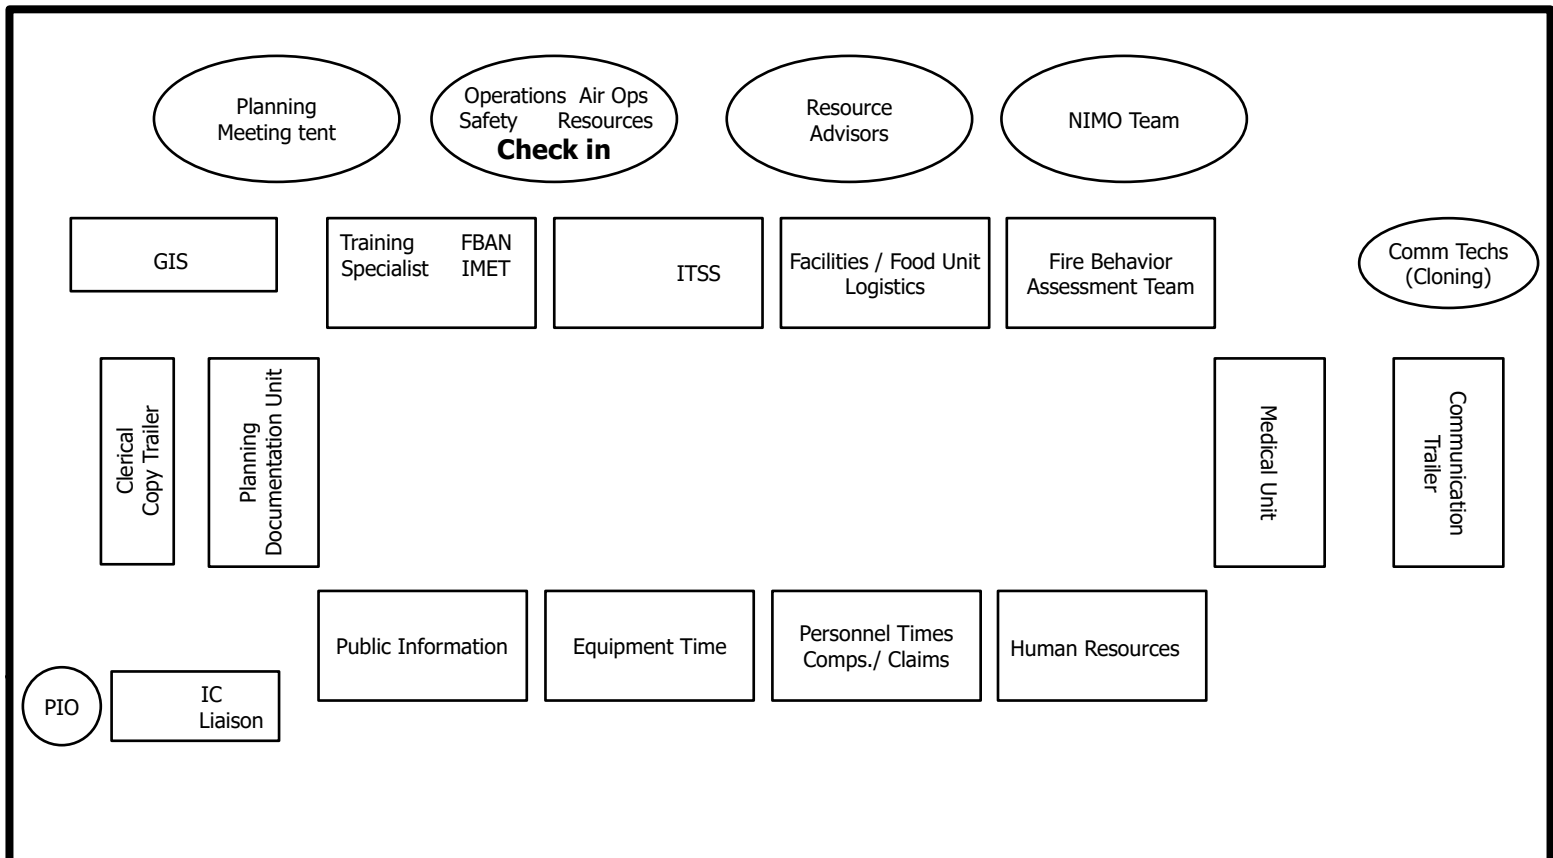 Planning
Meeting tent
Operations Air Ops
Safety Resources
Check in
Resource
Advisors
NIMO Team
GIS
Training FBAN
Specialist IMET
ITSS
Facilities / Food Unit
Logistics
Fire Behavior
Assessment Team
Comm Techs
(Cloning)
Clerical
Copy Trailer
Planning
Documentation Unit
Medical Unit
Communication
Trailer
Public Information
Equipment Time
Personnel Times
Comps./ Claims
Human Resources
PIO
IC
Liaison